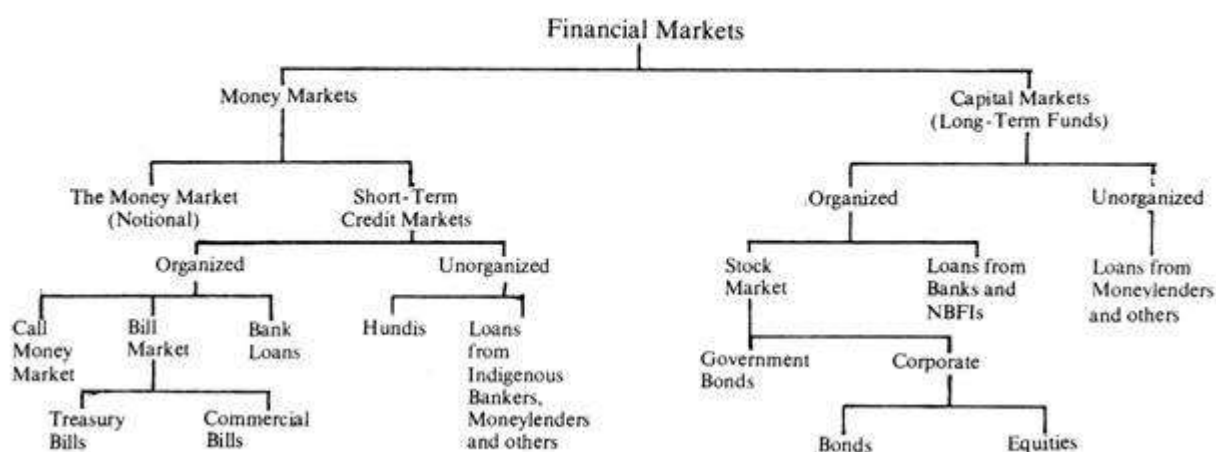 Financial Markets
Money Markets
Capital Markets
(Long-Term Funds)
The Money Market
(Notional)
Short-Term
Credit Markets
Organized
Unorganized
Organized
Unorganized
Call
Money
Market
Bill
Market
Bank
Loans
Hundis
Loans
from
Indigenous
Bankers,
Moneylenders
and others
Stock
Market
Loans from
Banks and
NBFIs
Loans from
Moneylenders
and others
Treasury
Bills
Commercial
Bills
Government
Bonds
Corporate
Bonds
Equities